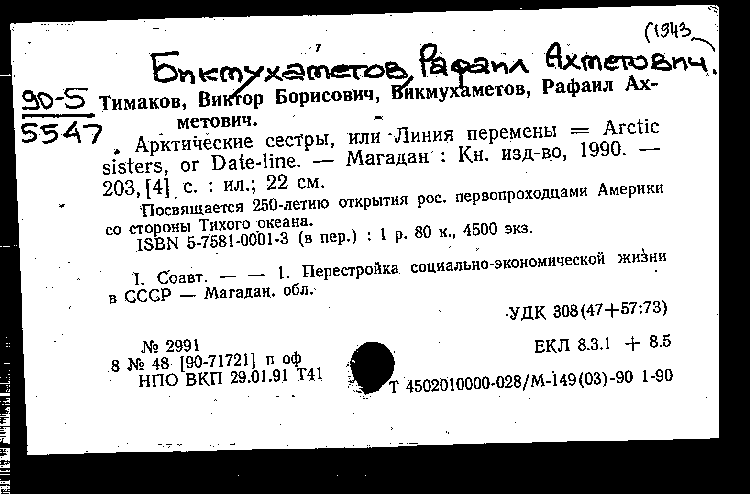 (1943
Бикмухаметов, Рафаил Ахметович.
90-5
5547
Тимаков, Виктор Борисович, Бикмухаметов, Рафаил Ах-
метович.
Арктические сестры, или Линия перемены = Arctic
sisters, or Date-line. — Магадан : Кн. изд-во, 1990. —
203, [4] с. : ил.; 22 см.
Посвящается 250-летию открытия рос. первопроходцами Америки
со стороны Тихого океана.
ISBN 5-7581-0001-3 (в пер.) : 1 р. 80 к., 4500 экз.
I. Соавт. — — 1. Перестройка социально-экономической жизни
в СССР — Магадан. обл.
УДК 308(47+57:73)
№ 2991
ЕКЛ 8.3.1 + 8.5
8 № 48 [90-71721] п оф
НПО ВКП 29.01.91 Т41
Т 4502010000-028/М-149(03)-90 1-90